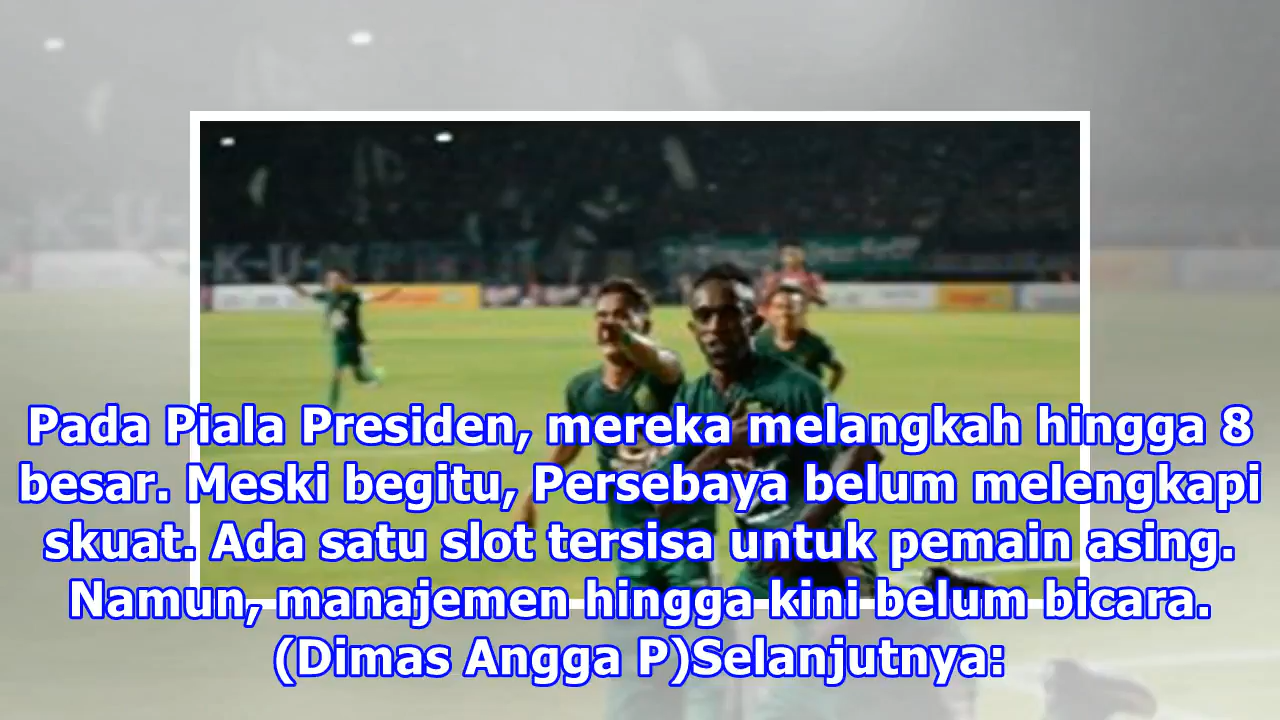 K-U-
Pada Piala Presiden, mereka melangkah hingga 8
besar. Meski begitu, Persebaya belum melengkapi
skuat. Ada satu slot tersisa untuk pemain asing.
Namun, manajemen hingga kini belum bicara.
(Dimas Angga P)Selanjutnya: